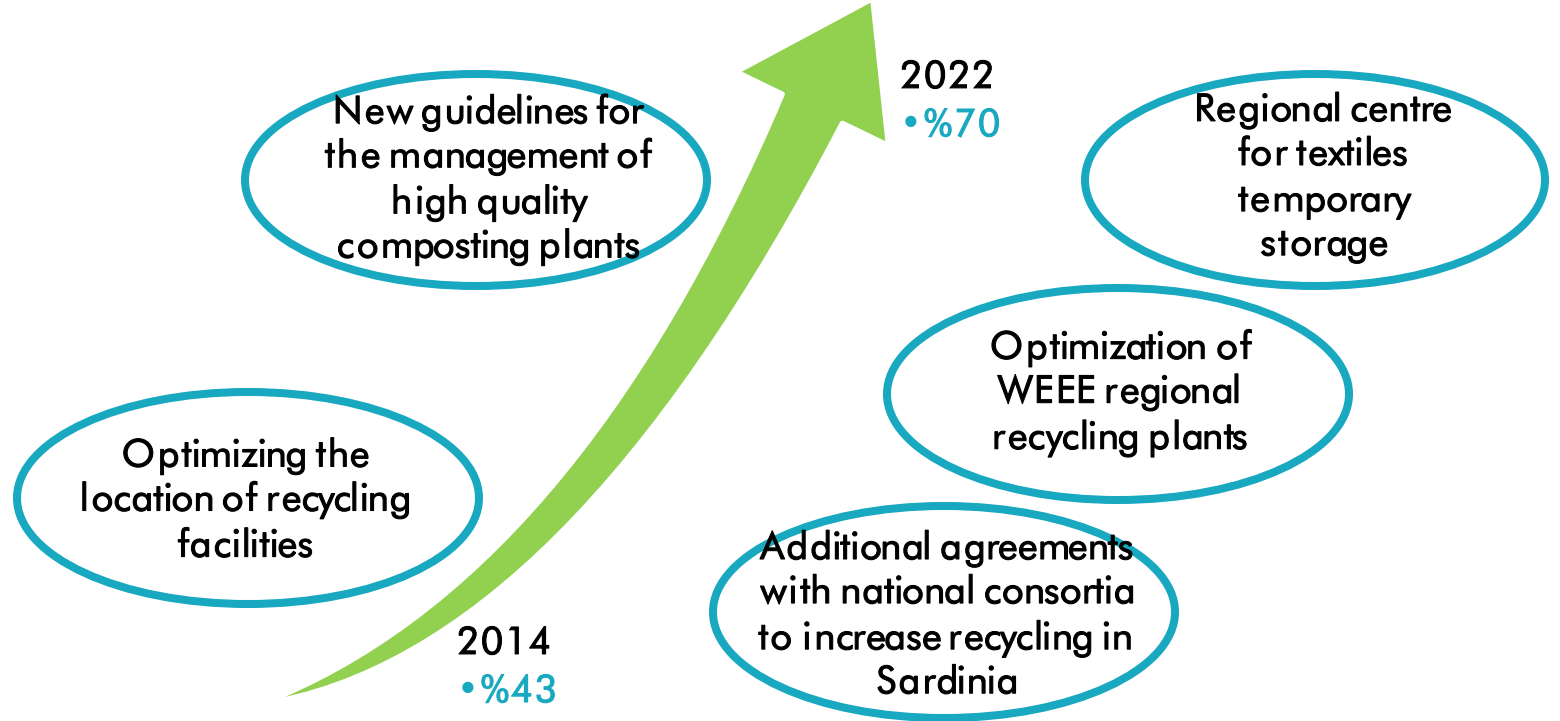 New guidelines for
the management of
high quality
composting plants
2022
•%70
Regional centre
for textiles
temporary
storage
Optimization of
WEEE regional
recycling plants
Optimizing the
location of recycling
facilities
Additional agreements
with national consortia
to increase recycling in
Sardinia
2014
•%43